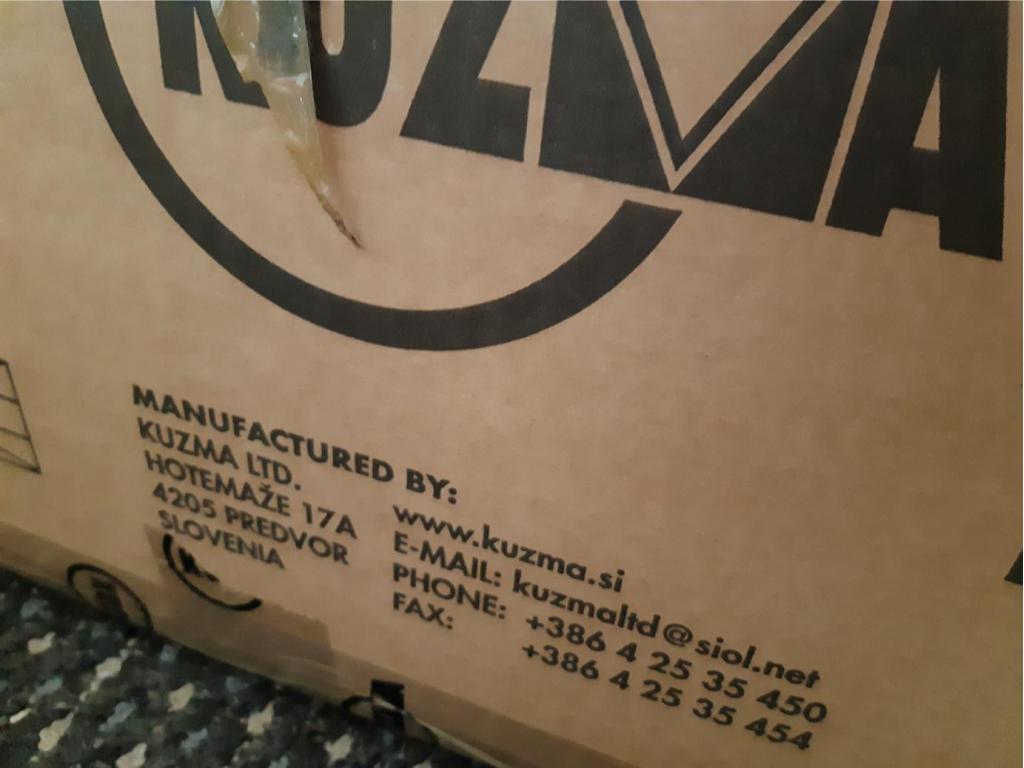 KUZMA
MANUFACTURED BY:
KUZMA LTD.
HOTEMAŽE 17A
4205 PREDVOR
SLOVENIA
www.kuzma.si
E-MAIL: kuzmaltd@siol.net
PHONE: +386 4 25 35 450
FAX: +386 4 25 35 454